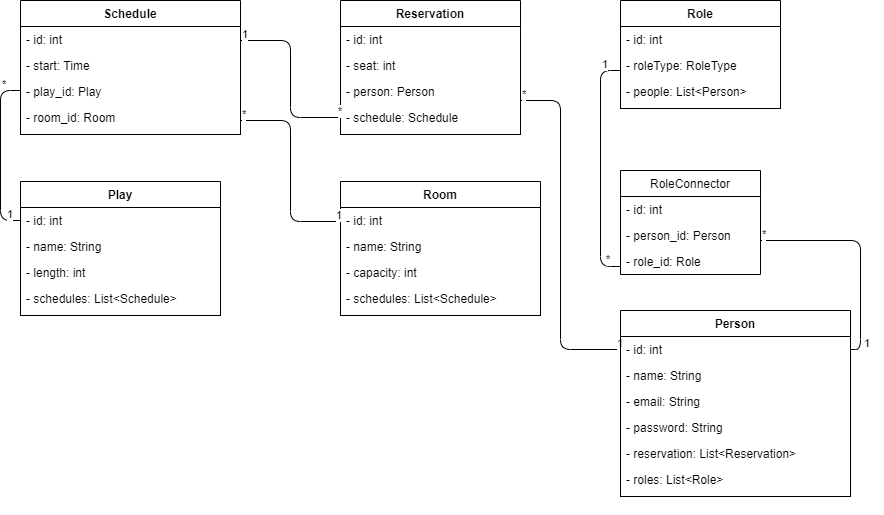 Schedule
- id: int
- start: Time
- play_id: Play
- room_id: Room
1
*
*
Reservation
- id: int
- seat: int
- person: Person
- schedule: Schedule
*
*
Role
- id: int
- roleType: RoleType
- people: List<Person>
1
Play
- id: int
- name: String
- length: int
- schedules: List<Schedule>
1
Room
- id: int
- name: String
- capacity: int
- schedules: List<Schedule>
1
RoleConnector
- id: int
- person_id: Person
- role_id: Role
*
*
Person
- id: int
- name: String
- email: String
- password: String
- reservation: List<Reservation>
- roles: List<Role>
1
1